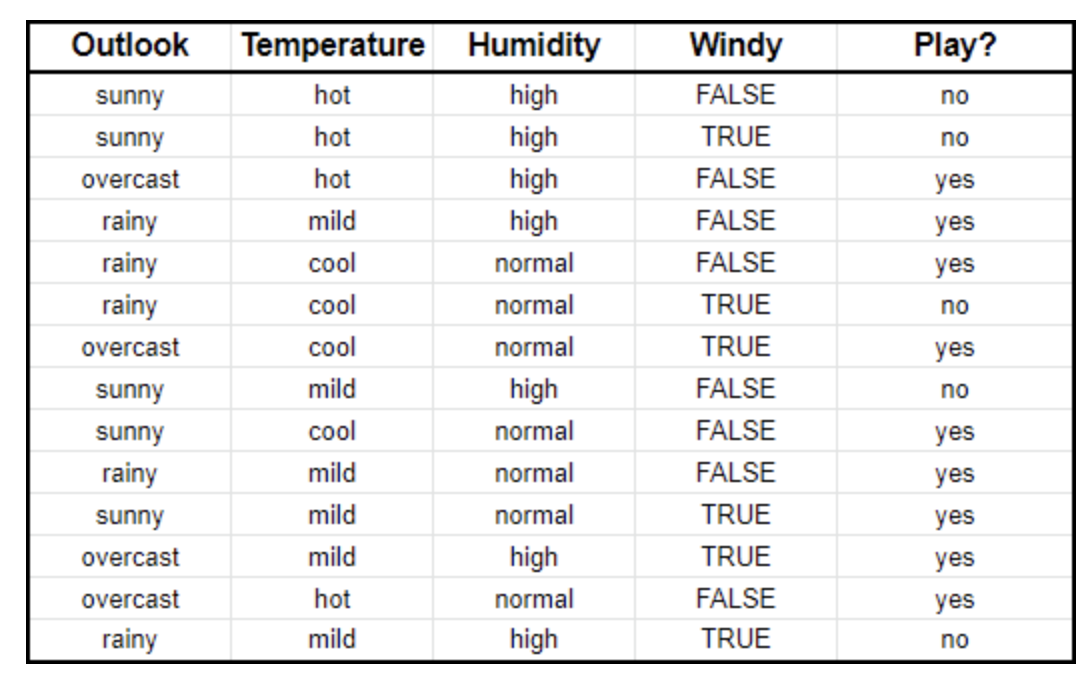 Outlook Temperature Humidity Windy Play?
sunny hot high FALSE no
sunny hot high TRUE no
overcast hot high FALSE yes
rainy mild high FALSE yes
rainy cool normal FALSE yes
rainy cool normal TRUE no
overcast cool normal TRUE yes
sunny mild high FALSE no
sunny cool normal FALSE yes
rainy mild normal FALSE yes
sunny mild normal TRUE yes
overcast mild high TRUE yes
overcast hot normal FALSE yes
rainy mild high TRUE no